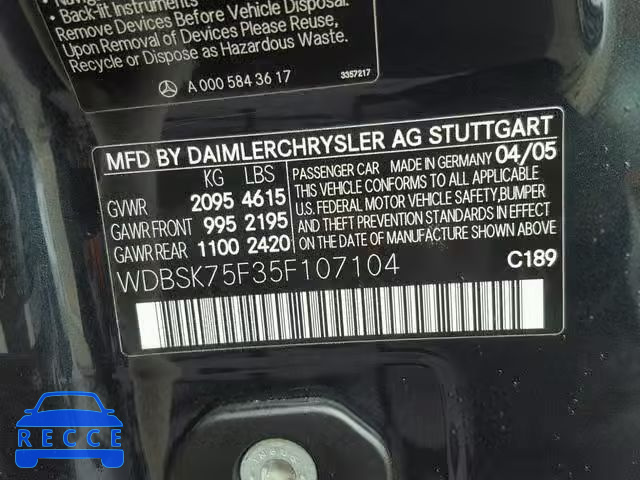 • Back-lit Instruments
Remove Devices Before Vehicle Disposal.
Upon Removal of Devices Please Reuse,
Recycle or Dispose as Hazardous Waste.
A 000 584 36 17
3357217
MFD BY DAIMLERCHRYSLER AG STUTTGART
KG LBS
GVWR 2095 4615
GAWR FRONT 995 2195
GAWR REAR 1100 2420
PASSENGER CAR MADE IN GERMANY 04/05
THIS VEHICLE CONFORMS TO ALL APPLICABLE
U.S. FEDERAL MOTOR VEHICLE SAFETY, BUMPER
AND THEFT PREVENTION STANDARDS IN EFFECT
ON THE DATE OF MANUFACTURE SHOWN ABOVE.
WDBSK75F35F107104
C189
RECCE